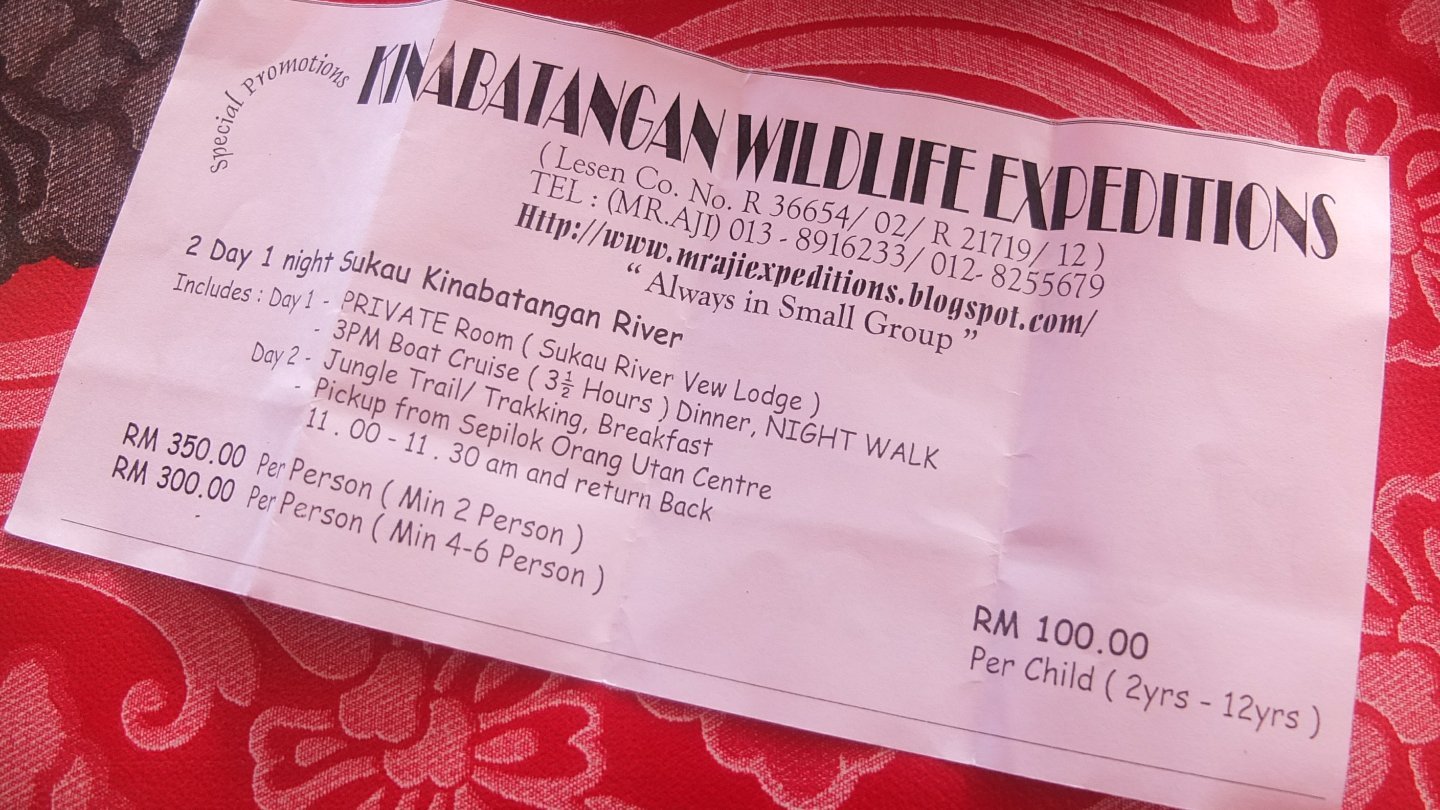 Special Promotions
KINABATANGAN WILDLIFE EXPEDITIONS
( Lesen Co. No. R 36654/ 02/ R 21719/ 12 )
TEL : (MR.AJI) 013 - 8916233/ 012- 8255679
Http://www.mrajiexpeditions.blogspot.com/
“ Always in Small Group ”
2 Day 1 night Sukau Kinabatangan River
Includes : Day 1 - PRIVATE Room ( Sukau River Vew Lodge )
- 3PM Boat Cruise ( 3½ Hours ) Dinner, NIGHT WALK
Day 2 - Jungle Trail/ Trakking, Breakfast
- Pickup from Sepilok Orang Utan Centre
11 . 00 - 11 . 30 am and return Back
RM 350.00 Per Person ( Min 2 Person )
RM 300.00 Per Person ( Min 4-6 Person )
RM 100.00
Per Child ( 2yrs - 12yrs )